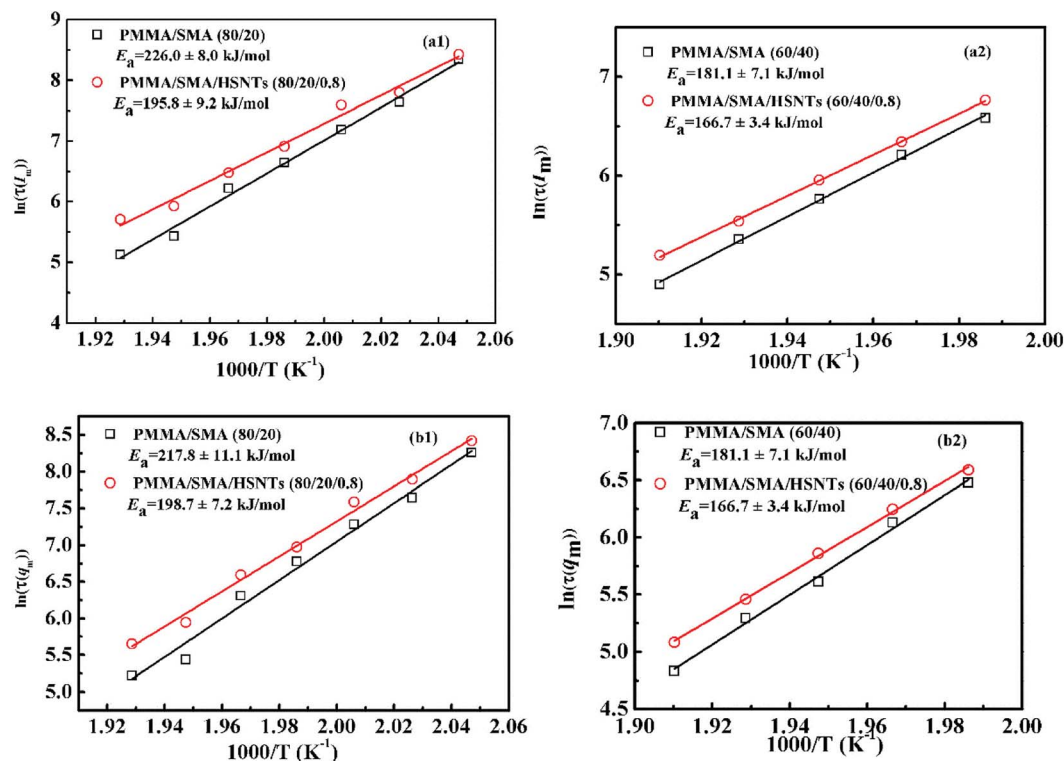 PMMA/SMA (80/20)
Eₐ=226.0 ± 8.0 kJ/mol
PMMA/SMA/HSNTs (80/20/0.8)
Eₐ=195.8 ± 9.2 kJ/mol
(a1)
ln(τ(Iₘ))
9
8
7
6
5
4
1.92 1.94 1.96 1.98 2.00 2.02 2.04 2.06
1000/T (K⁻¹)
PMMA/SMA (60/40)
Eₐ=181.1 ± 7.1 kJ/mol
PMMA/SMA/HSNTs (60/40/0.8)
Eₐ=166.7 ± 3.4 kJ/mol
(a2)
ln(τ(Iₘ))
7
6
5
1.90 1.92 1.94 1.96 1.98 2.00
1000/T (K⁻¹)
PMMA/SMA (80/20)
Eₐ=217.8 ± 11.1 kJ/mol
PMMA/SMA/HSNTs (80/20/0.8)
Eₐ=198.7 ± 7.2 kJ/mol
(b1)
ln(τ(qₘ))
8.5
8.0
7.5
7.0
6.5
6.0
5.5
5.0
1.92 1.94 1.96 1.98 2.00 2.02 2.04 2.06
1000/T (K⁻¹)
PMMA/SMA (60/40)
Eₐ=181.1 ± 7.1 kJ/mol
PMMA/SMA/HSNTs (60/40/0.8)
Eₐ=166.7 ± 3.4 kJ/mol
(b2)
ln(τ(qₘ))
7.0
6.5
6.0
5.5
5.0
4.5
1.90 1.92 1.94 1.96 1.98 2.00
1000/T (K⁻¹)